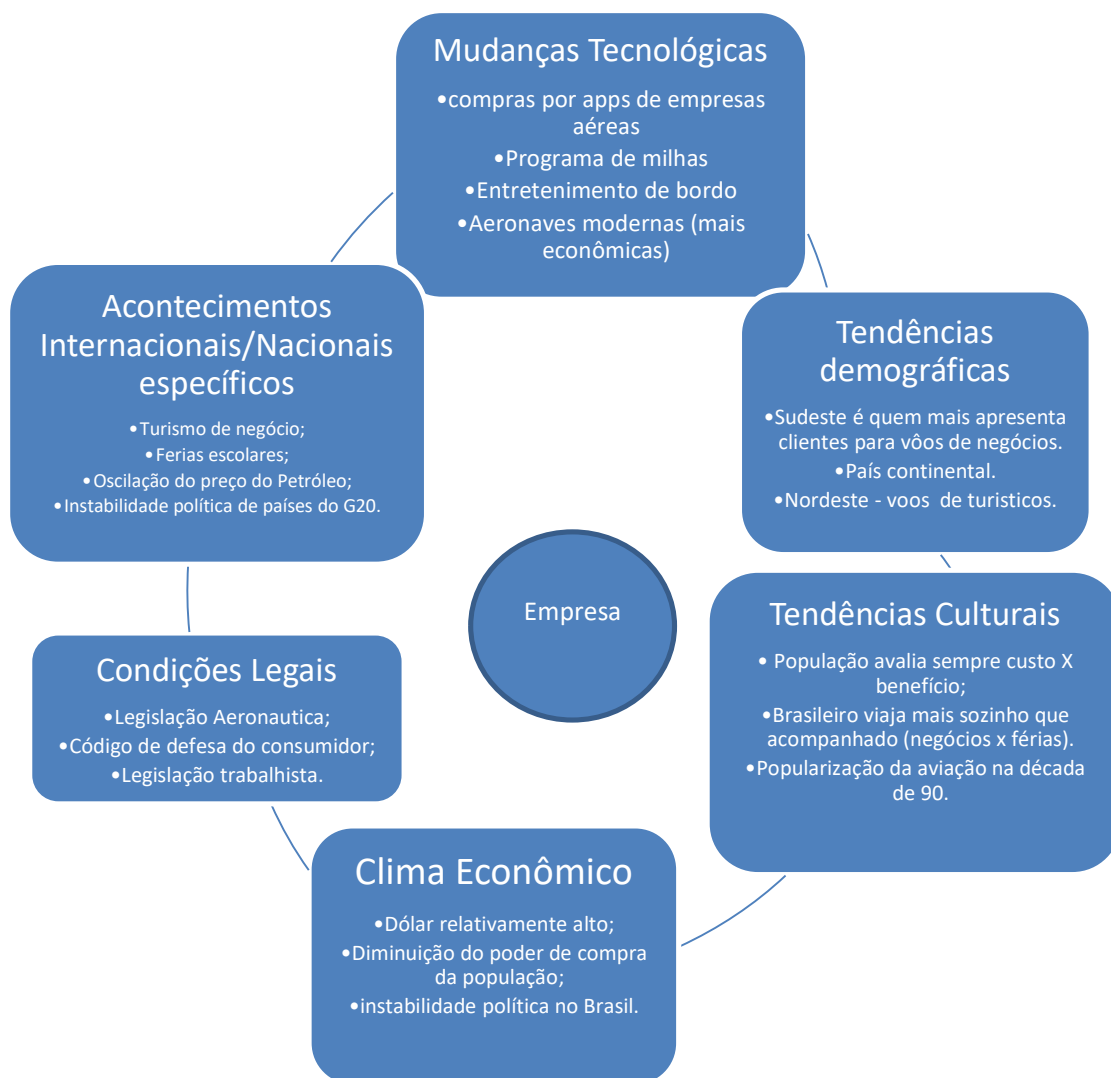 Mudanças Tecnológicas
•compras por apps de empresas
aéreas
•Programa de milhas
•Entretenimento de bordo
•Aeronaves modernas (mais
econômicas)
Acontecimentos
Internacionais/Nacionais
específicos
•Turismo de negócio;
•Ferias escolares;
•Oscilação do preço do Petróleo;
•Instabilidade política de países do G20.
Tendências
demográficas
•Sudeste é quem mais apresenta
clientes para vôos de negócios.
•País continental.
•Nordeste - voos de turisticos.
Empresa
Tendências Culturais
• População avalia sempre custo X
benefício;
•Brasileiro viaja mais sozinho que
acompanhado (negócios x férias).
•Popularização da aviação na década
de 90.
Condições Legais
•Legislação Aeronautica;
•Código de defesa do consumidor;
•Legislação trabalhista.
Clima Econômico
•Dólar relativamente alto;
•Diminuição do poder de compra
da população;
•instabilidade política no Brasil.